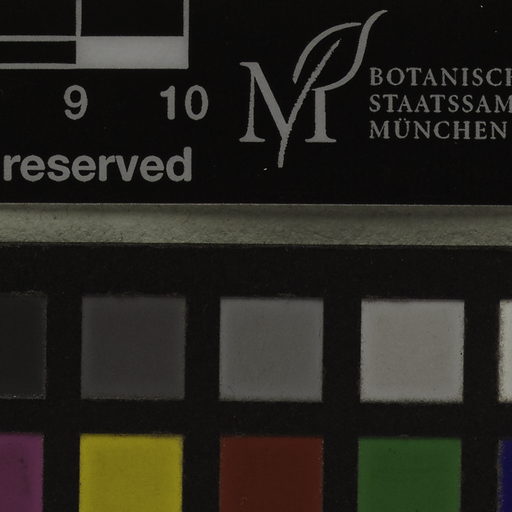 9 10
reserved
M
BOTANISCH
STAATSSAM
MÜNCHEN